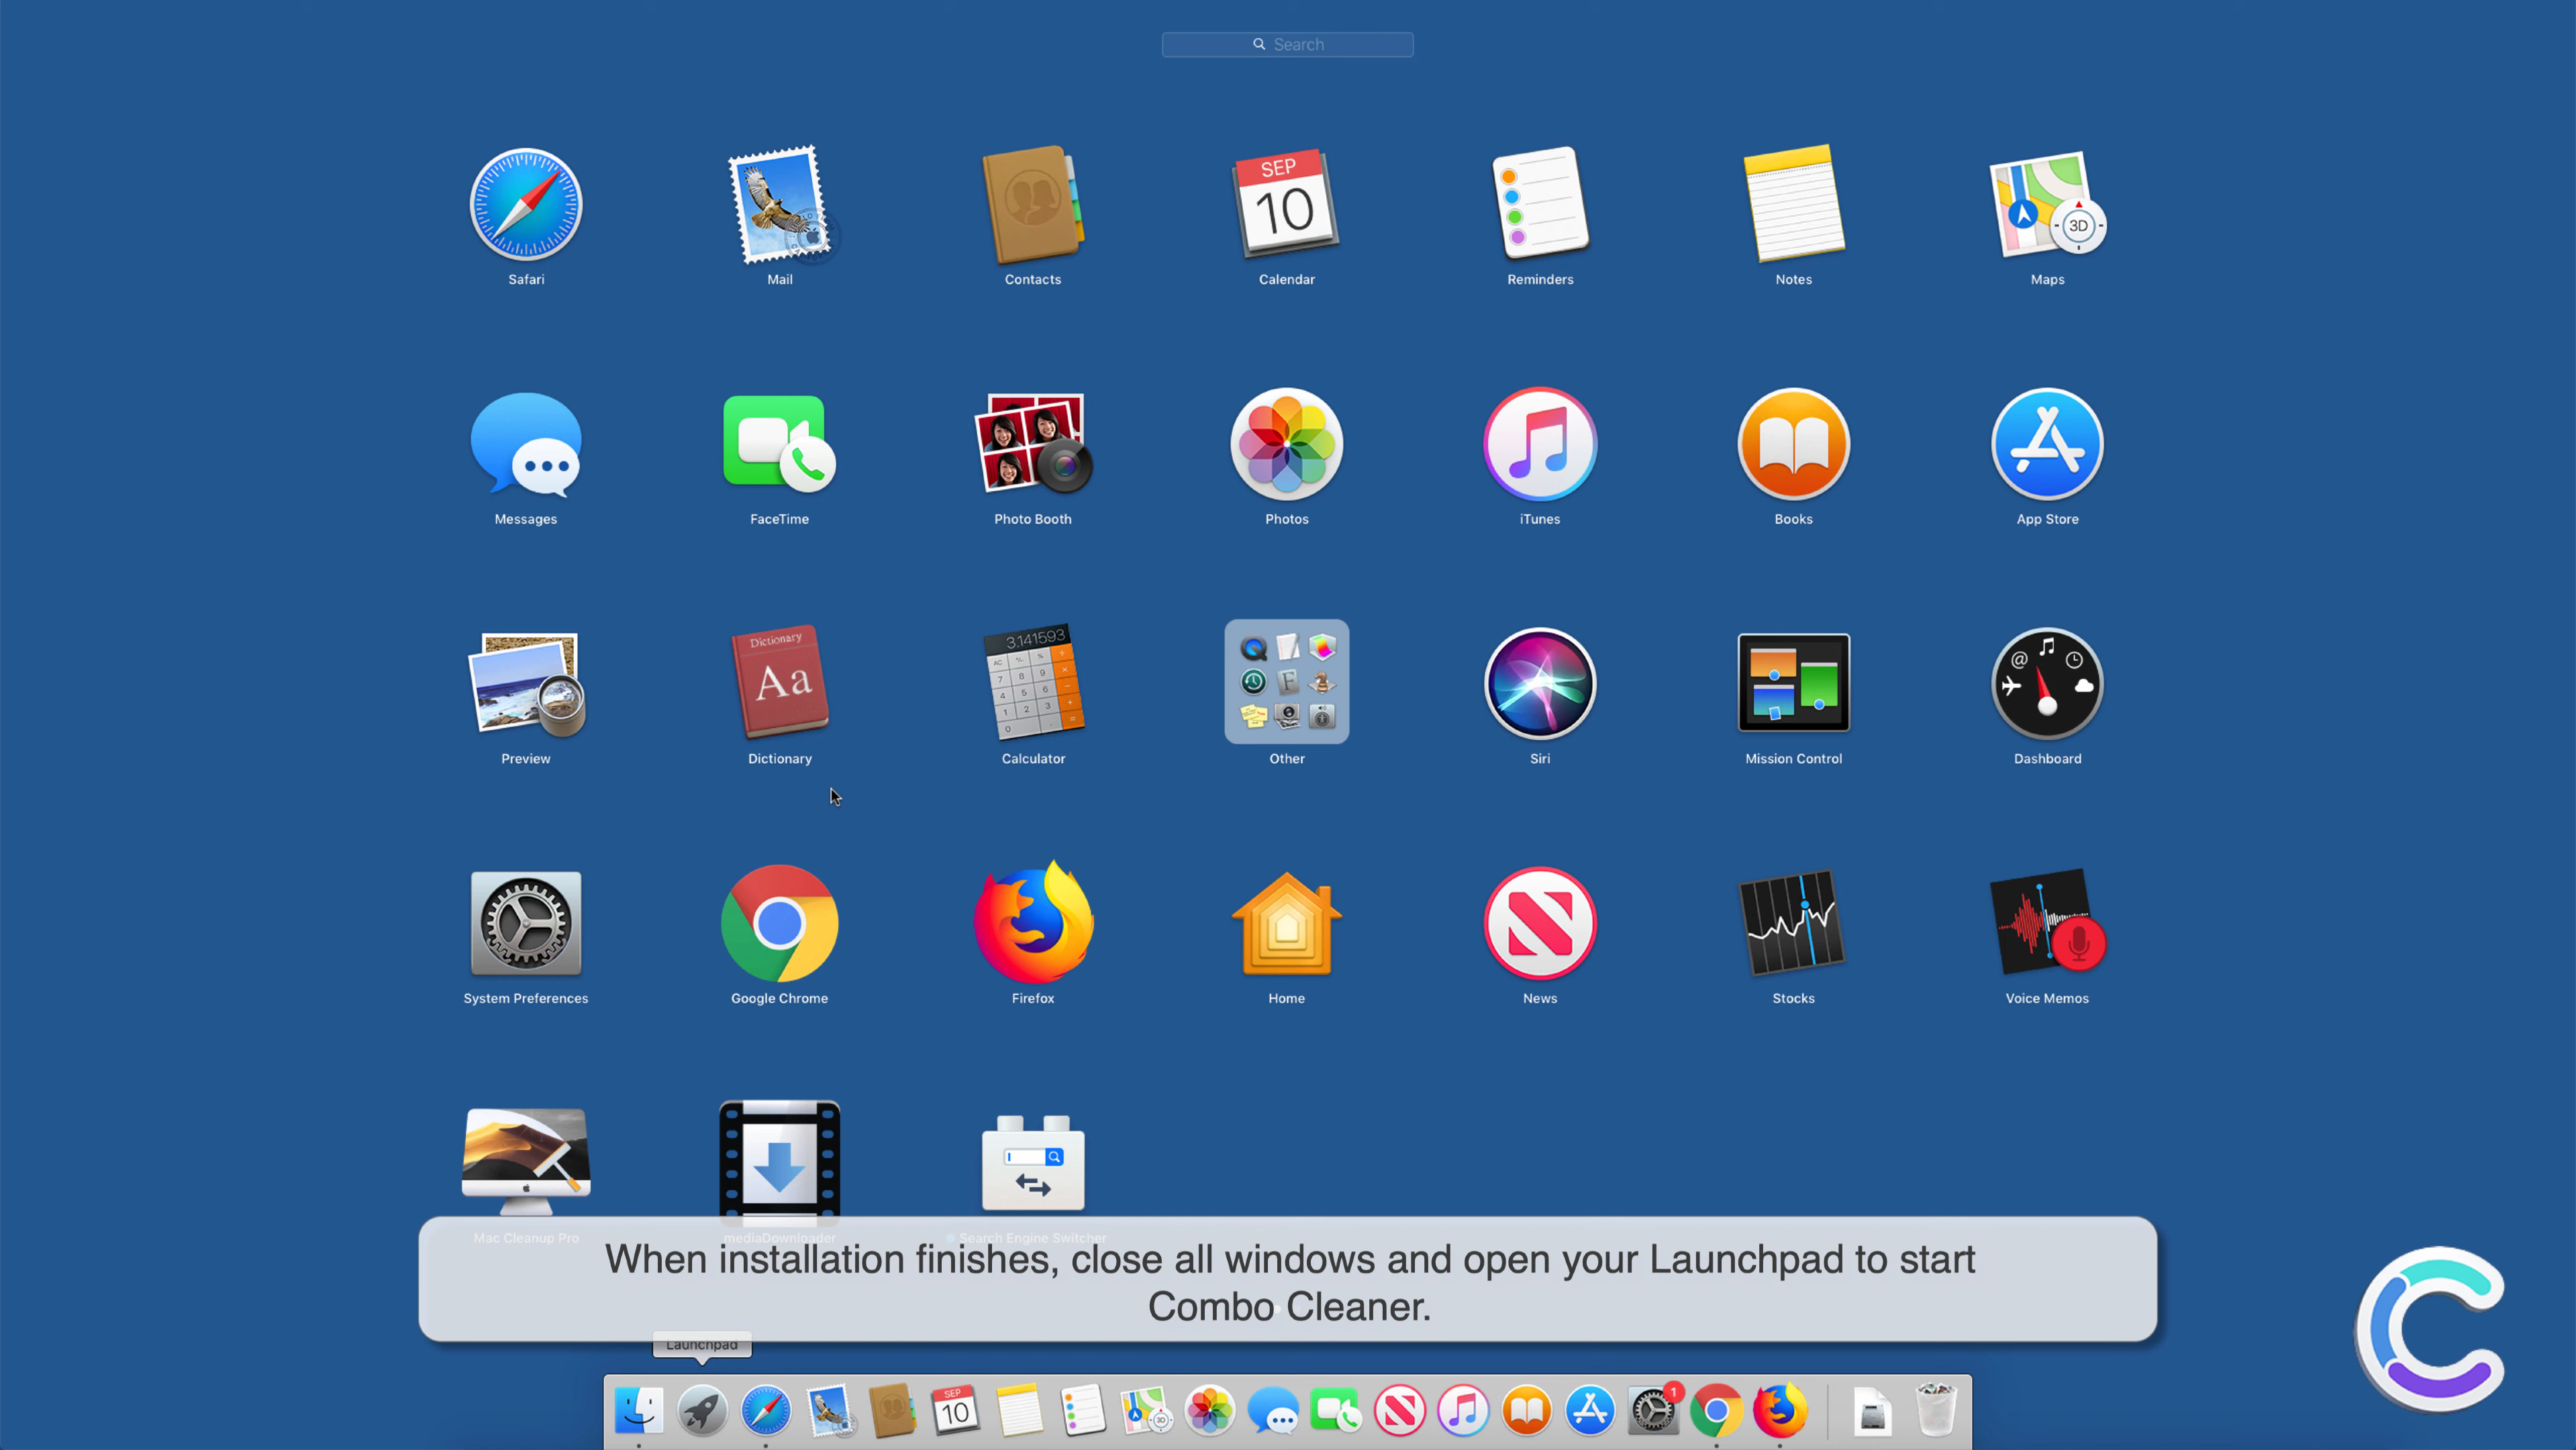 Search
SEP
10
3D
Safari Mail Contacts Calendar Reminders Notes Maps
Messages FaceTime Photo Booth Photos iTunes Books App Store
Dictionary
Aa
3.141593
Preview Dictionary Calculator Other Siri Mission Control Dashboard
System Preferences Google Chrome Firefox Home News Stocks Voice Memos
Mac Cleanup Pro mediaDownloader Search Engine Switcher
When installation finishes, close all windows and open your Launchpad to start
Combo Cleaner.
Launchpad
SEP
10
3D
1